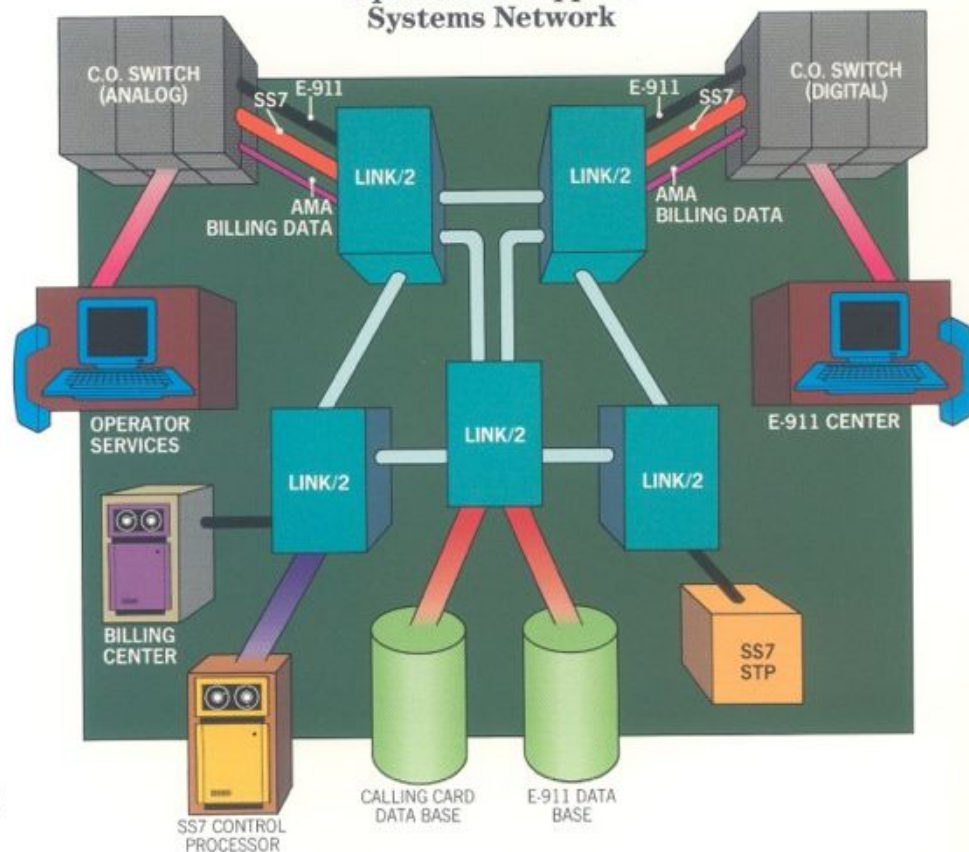 Systems Network
C.O. SWITCH
(ANALOG)
E-911
SS7
LINK/2
AMA
BILLING DATA
E-911
SS7
LINK/2
AMA
BILLING DATA
C.O. SWITCH
(DIGITAL)
OPERATOR
SERVICES
LINK/2
E-911 CENTER
LINK/2
LINK/2
BILLING
CENTER
SS7
STP
SS7 CONTROL
PROCESSOR
CALLING CARD
DATA BASE
E-911 DATA
BASE